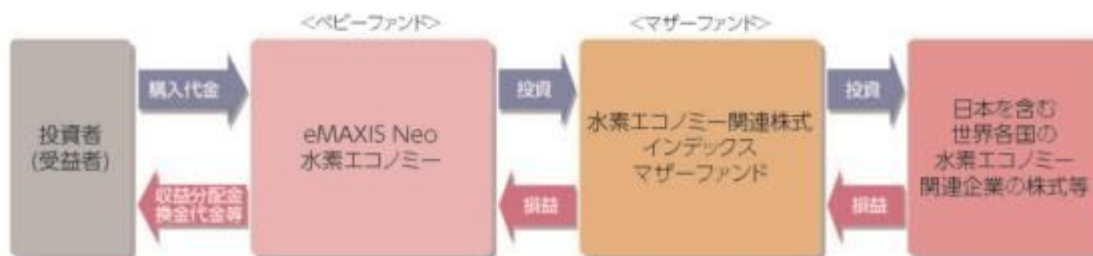 <ベビーファンド>
<マザーファンド>
投資者
(受益者)
購入代金
収益分配金
換金代金等
eMAXIS Neo
水素エコノミー
投資
損益
水素エコノミー関連株式
インデックス
マザーファンド
投資
損益
日本を含む
世界各国の
水素エコノミー
関連企業の株式等